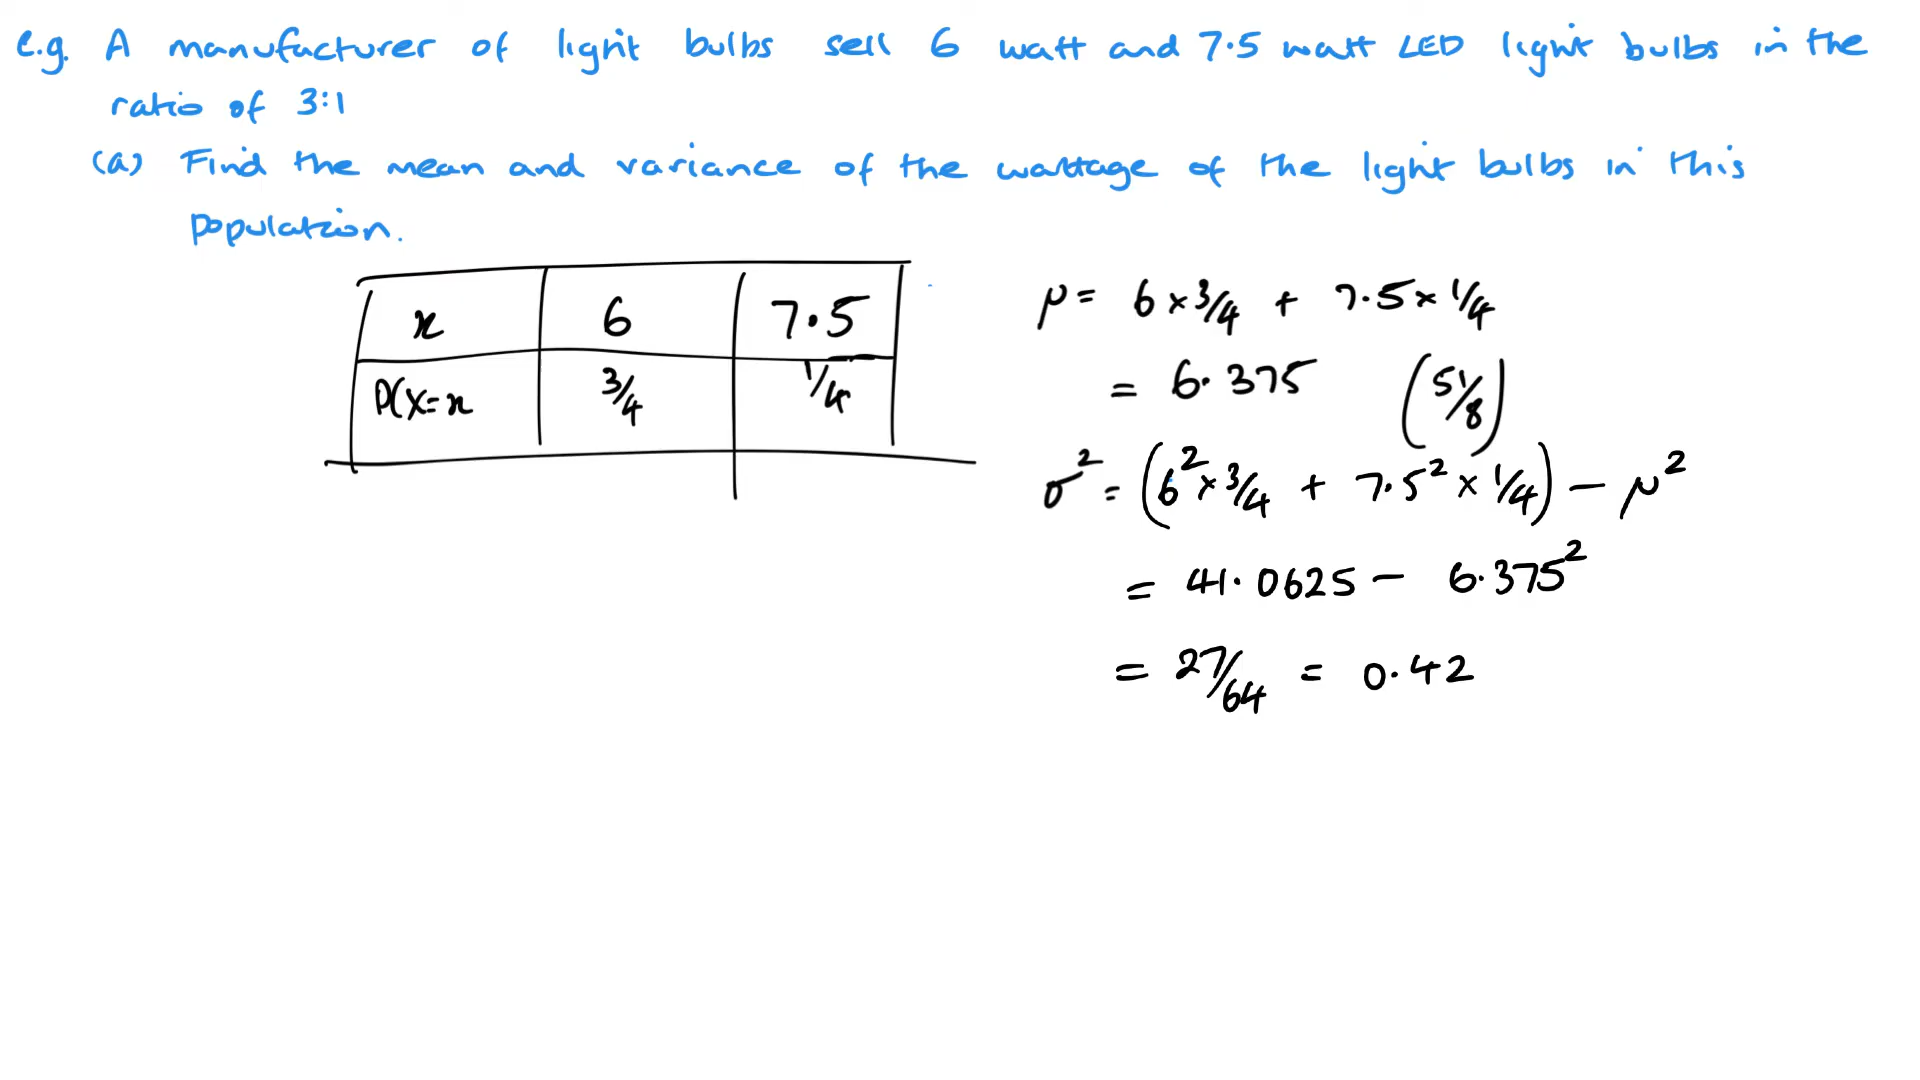 e.g. A manufacturer of light bulbs sell 6 watt and 7.5 watt LED light bulbs in the
ratio of 3:1
(a) Find the mean and variance of the wattage of the light bulbs in this
population.
x 6 7.5
P(X=x 3/4 1/4
μ = 6 × 3/4 + 7.5 × 1/4
= 6.375 (51/8)
σ² = (6² × 3/4 + 7.5² × 1/4) - μ²
= 41.0625 - 6.375²
= 27/64 = 0.42